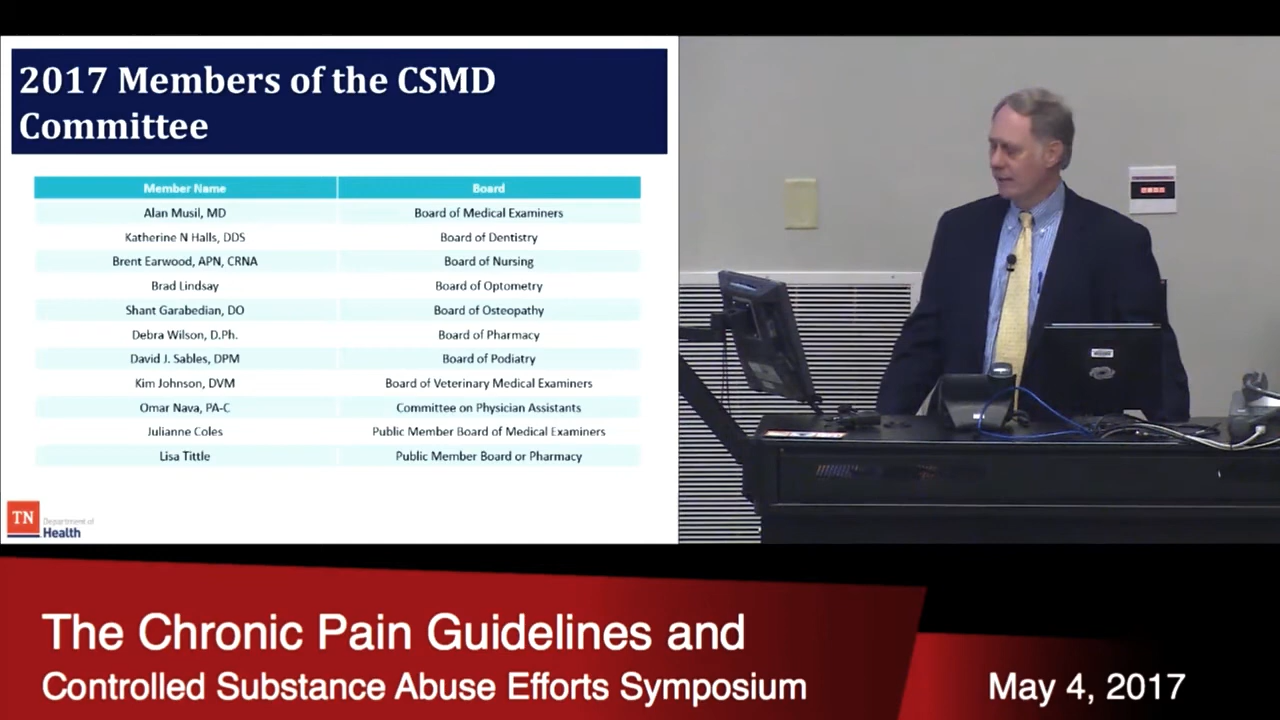 2017 Members of the CSMD
Committee
Member Name Board
Alan Musil, MD Board of Medical Examiners
Katherine N Halls, DDS Board of Dentistry
Brent Earwood, APN, CRNA Board of Nursing
Brad Lindsay Board of Optometry
Shant Garabedian, DO Board of Osteopathy
Debra Wilson, D.Ph. Board of Pharmacy
David J. Sables, DPM Board of Podiatry
Kim Johnson, DVM Board of Veterinary Medical Examiners
Omar Nava, PA-C Committee on Physician Assistants
Julianne Coles Public Member Board of Medical Examiners
Lisa Tittle Public Member Board or Pharmacy
TN
Department of
Health
The Chronic Pain Guidelines and
Controlled Substance Abuse Efforts Symposium
May 4, 2017